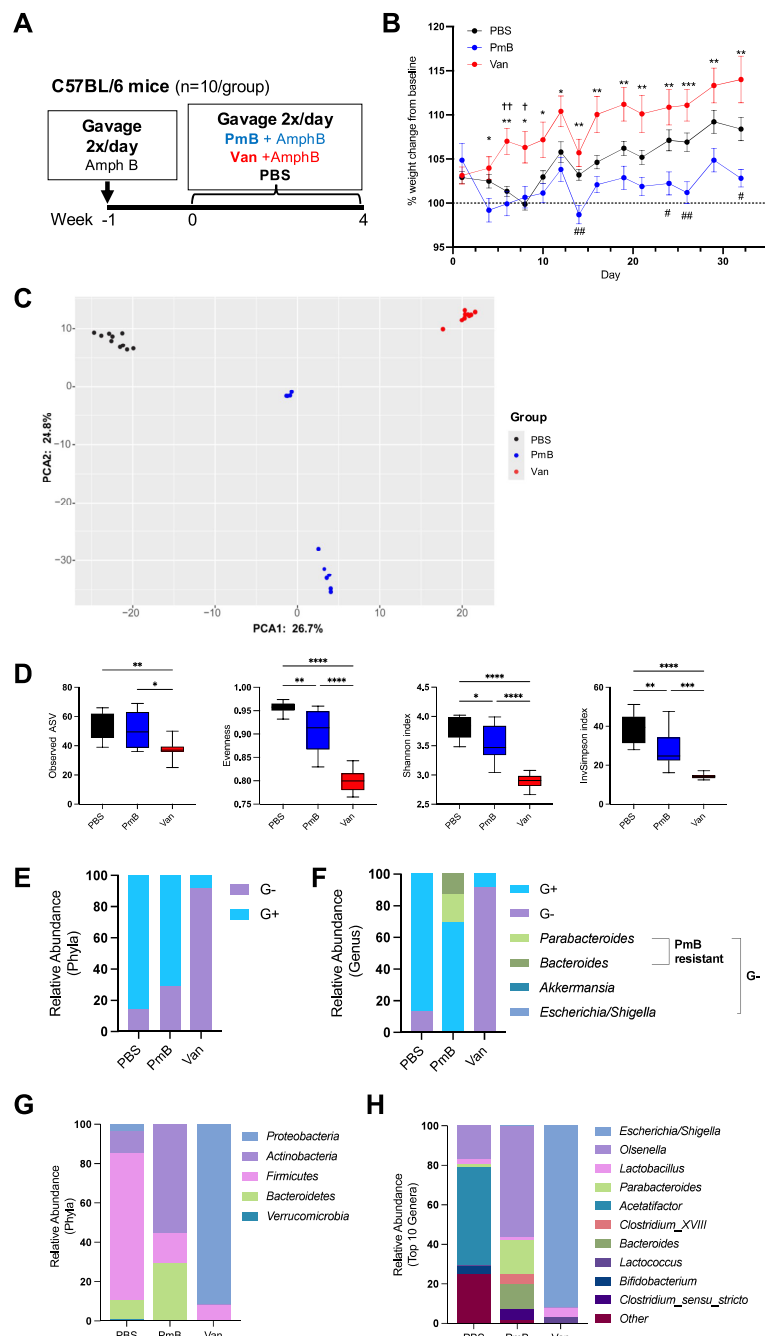 A
C57BL/6 mice (n=10/group)
Gavage
2x/day
Amph B
Gavage 2x/day
PmB + AmphB
Van +AmphB
PBS
Week -1 0 4
B
PBS
PmB
Van
% weight change from baseline
120
115
110
105
100
95
* †† ** † * * * ** ** ** ** ** *** ** **
## # ## #
0 10 20 30
Day
C
10
0
−10
−20
−30
PCA2: 24.8%
−20 −10 0 10 20
PCA1: 26.7%
Group
PBS
PmB
Van
D
Observed ASV
80
60
40
20
0
** *
PBS PmB Van
Evenness
1,00
0,95
0,90
0,85
0,80
0,75
**** ** ****
PBS PmB Van
Shannon index
4,5
4,0
3,5
3,0
2,5
**** * ****
PBS PmB Van
InvSimpson index
60
40
20
0
**** ** ***
PBS PmB Van
E
Relative Abundance
(Phyla)
100
80
60
40
20
0
PBS PmB Van
G-
G+
F
Relative Abundance
(Genus)
100
80
60
40
20
0
PBS PmB Van
G+
G-
Parabacteroides
Bacteroides
Akkermansia
Escherichia/Shigella
PmB
resistant
G-
G
Relative Abundance
(Phyla)
100
80
60
40
20
0
PBS PmB Van
Proteobacteria
Actinobacteria
Firmicutes
Bacteroidetes
Verrucomicrobia
H
Relative Abundance
(Top 10 Genera)
100
80
60
40
20
0
PBS PmB Van
Escherichia/Shigella
Olsenella
Lactobacillus
Parabacteroides
Acetatifactor
Clostridium_XVIII
Bacteroides
Lactococcus
Bifidobacterium
Clostridium_sensu_stricto
Other